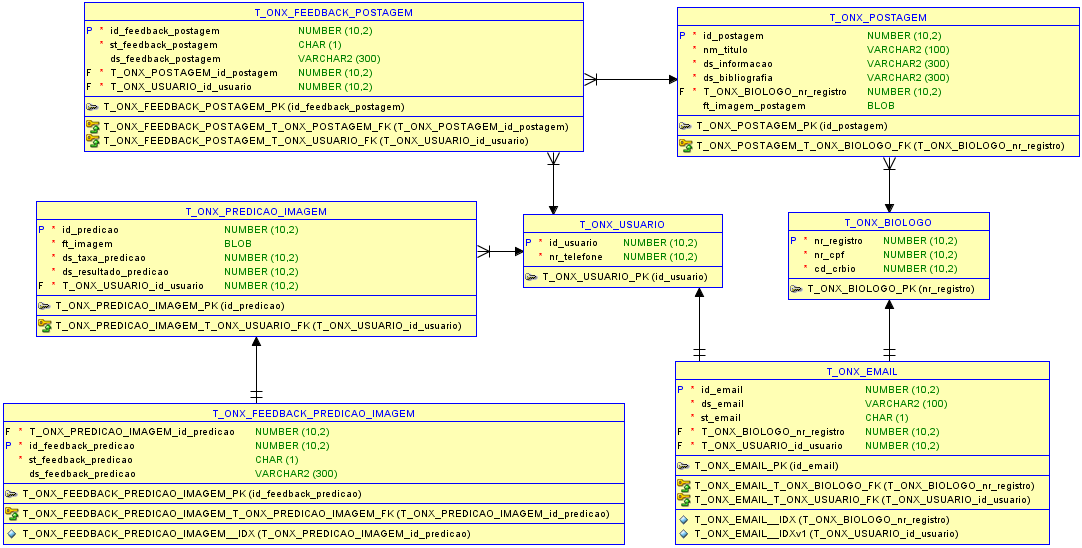 T_ONX_FEEDBACK_POSTAGEM
P * id_feedback_postagem NUMBER (10,2)
* st_feedback_postagem CHAR (1)
ds_feedback_postagem VARCHAR2 (300)
F * T_ONX_POSTAGEM_id_postagem NUMBER (10,2)
F * T_ONX_USUARIO_id_usuario NUMBER (10,2)
T_ONX_FEEDBACK_POSTAGEM_PK (id_feedback_postagem)
T_ONX_FEEDBACK_POSTAGEM_T_ONX_POSTAGEM_FK (T_ONX_POSTAGEM_id_postagem)
T_ONX_FEEDBACK_POSTAGEM_T_ONX_USUARIO_FK (T_ONX_USUARIO_id_usuario)
T_ONX_POSTAGEM
P * id_postagem NUMBER (10,2)
* nm_titulo VARCHAR2 (100)
* ds_informacao VARCHAR2 (300)
* ds_bibliografia VARCHAR2 (300)
F * T_ONX_BIOLOGO_nr_registro NUMBER (10,2)
ft_imagem_postagem BLOB
T_ONX_POSTAGEM_PK (id_postagem)
T_ONX_POSTAGEM_T_ONX_BIOLOGO_FK (T_ONX_BIOLOGO_nr_registro)
T_ONX_PREDICAO_IMAGEM
P * id_predicao NUMBER (10,2)
* ft_imagem BLOB
* ds_taxa_predicao NUMBER (10,2)
* ds_resultado_predicao NUMBER (10,2)
F * T_ONX_USUARIO_id_usuario NUMBER (10,2)
T_ONX_PREDICAO_IMAGEM_PK (id_predicao)
T_ONX_PREDICAO_IMAGEM_T_ONX_USUARIO_FK (T_ONX_USUARIO_id_usuario)
T_ONX_USUARIO
P * id_usuario NUMBER (10,2)
* nr_telefone NUMBER (10,2)
T_ONX_USUARIO_PK (id_usuario)
T_ONX_BIOLOGO
P * nr_registro NUMBER (10,2)
* nr_cpf NUMBER (10,2)
* cd_crbio NUMBER (10,2)
T_ONX_BIOLOGO_PK (nr_registro)
T_ONX_FEEDBACK_PREDICAO_IMAGEM
F * T_ONX_PREDICAO_IMAGEM_id_predicao NUMBER (10,2)
P * id_feedback_predicao NUMBER (10,2)
* st_feedback_predicao CHAR (1)
ds_feedback_predicao VARCHAR2 (300)
T_ONX_FEEDBACK_PREDICAO_IMAGEM_PK (id_feedback_predicao)
T_ONX_FEEDBACK_PREDICAO_IMAGEM_T_ONX_PREDICAO_IMAGEM_FK (T_ONX_PREDICAO_IMAGEM_id_predicao)
T_ONX_FEEDBACK_PREDICAO_IMAGEM__IDX (T_ONX_PREDICAO_IMAGEM_id_predicao)
T_ONX_EMAIL
P * id_email NUMBER (10,2)
* ds_email VARCHAR2 (100)
* st_email CHAR (1)
F * T_ONX_BIOLOGO_nr_registro NUMBER (10,2)
F * T_ONX_USUARIO_id_usuario NUMBER (10,2)
T_ONX_EMAIL_PK (id_email)
T_ONX_EMAIL_T_ONX_BIOLOGO_FK (T_ONX_BIOLOGO_nr_registro)
T_ONX_EMAIL_T_ONX_USUARIO_FK (T_ONX_USUARIO_id_usuario)
T_ONX_EMAIL__IDX (T_ONX_BIOLOGO_nr_registro)
T_ONX_EMAIL__IDXv1 (T_ONX_USUARIO_id_usuario)